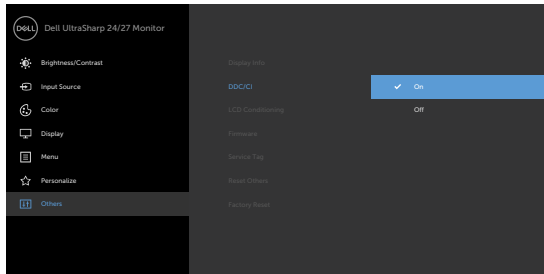 DELL Dell UltraSharp 24/27 Monitor
Brightness/Contrast
Input Source
Color
Display
Menu
Personalize
Others
Display Info
DDC/CI
LCD Conditioning
Firmware
Service Tag
Reset Others
Factory Reset
On
Off